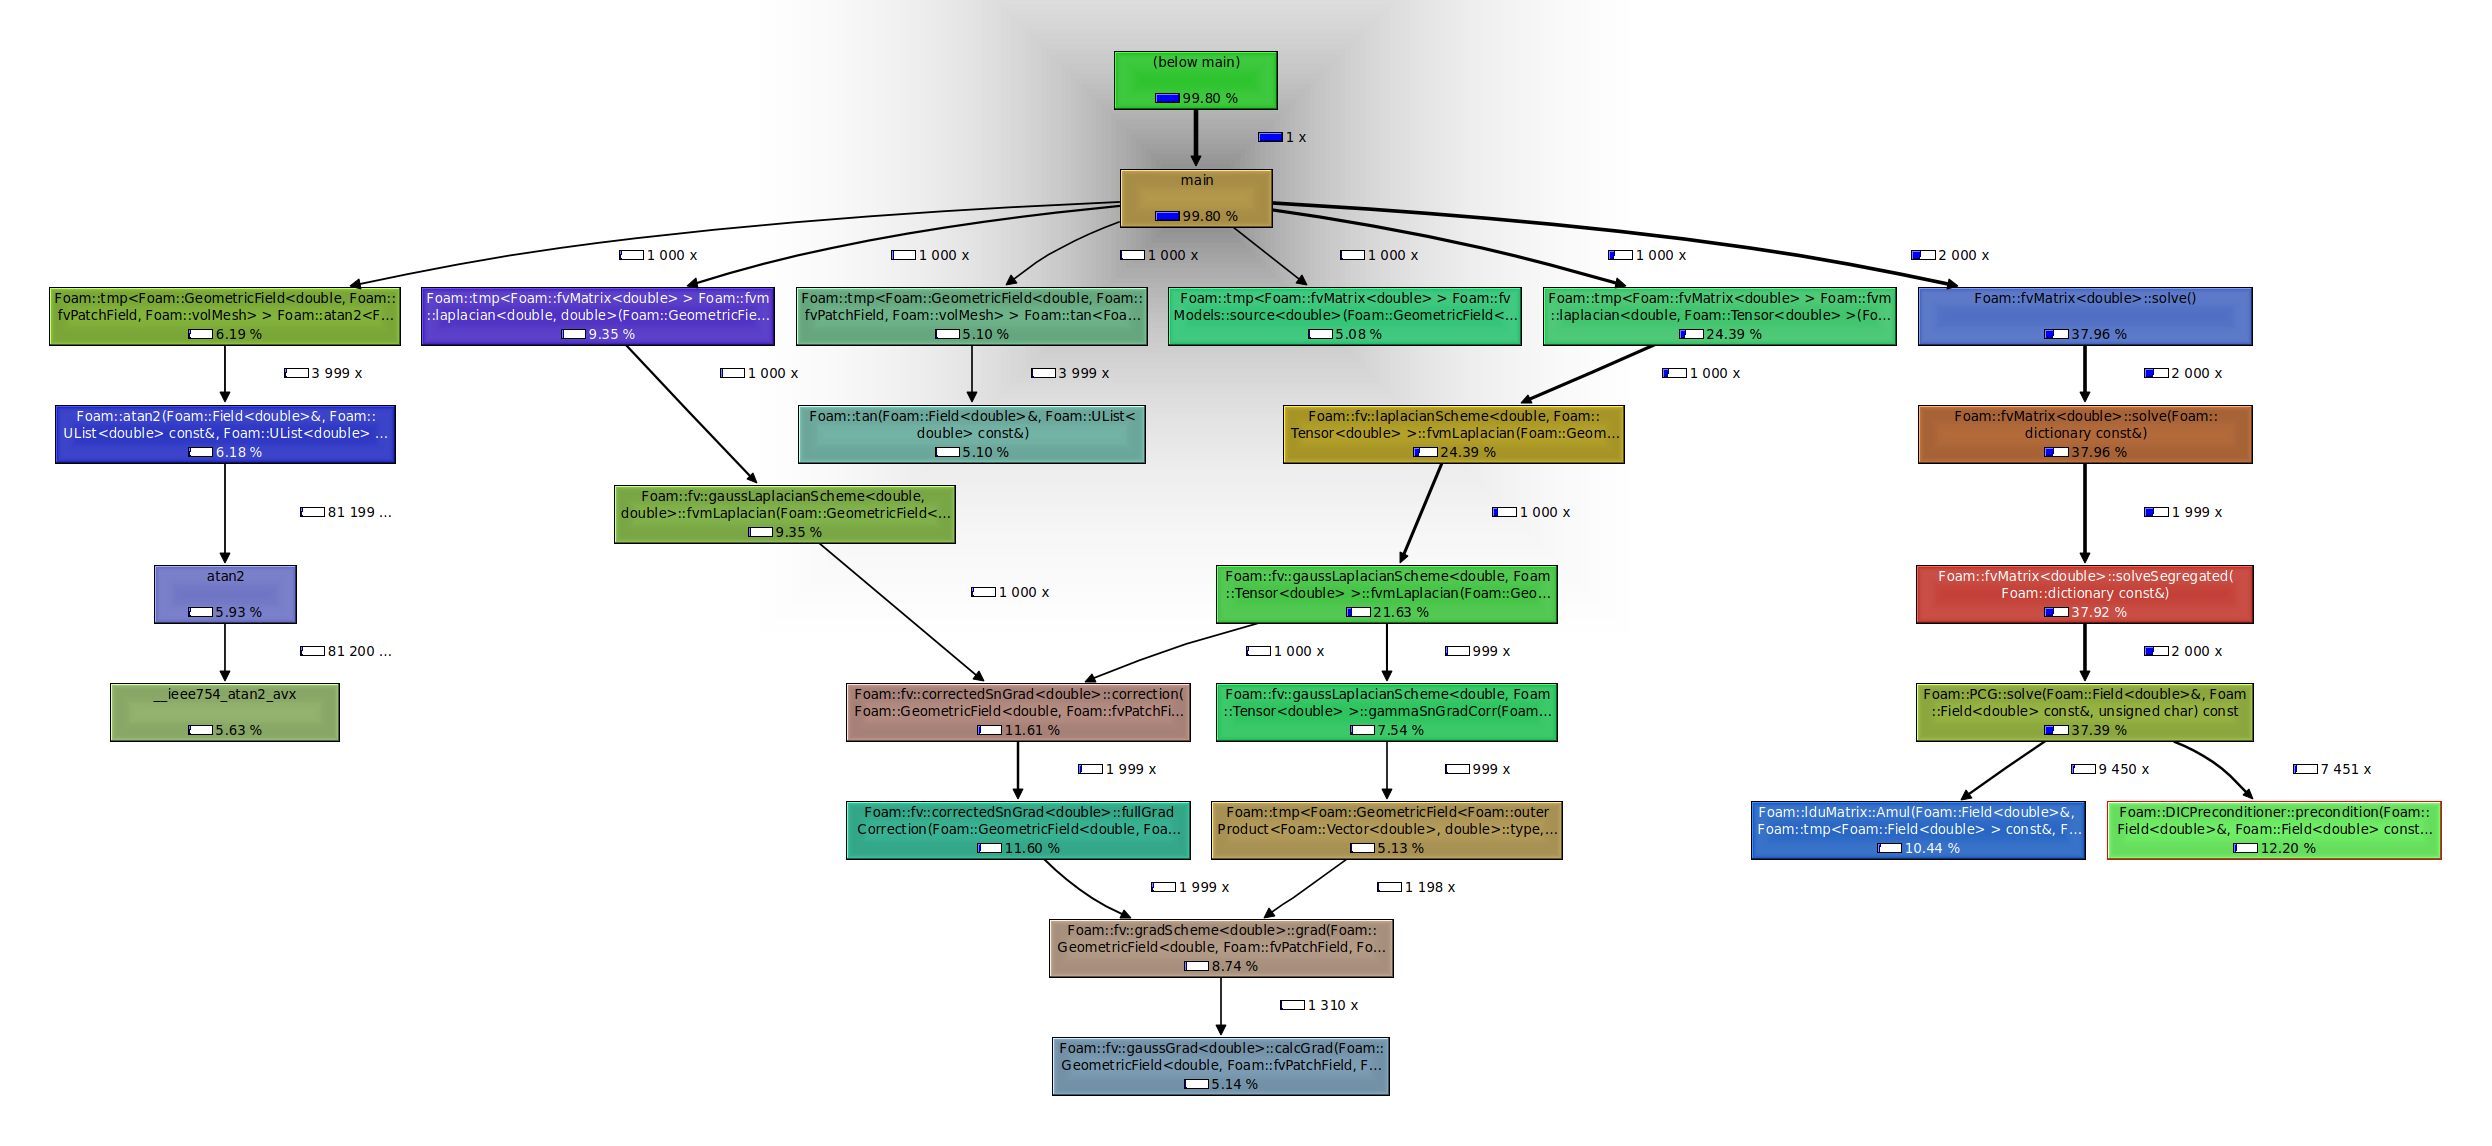 (below main)
99.80 %
1 x
main
99.80 %
1 000 x
1 000 x
1 000 x
1 000 x
1 000 x
2 000 x
Foam::tmp<Foam::GeometricField<double, Foam::
fvPatchField, Foam::volMesh> > Foam::atan2<F...
6.19 %
Foam::tmp<Foam::fvMatrix<double> > Foam::fvm
::laplacian<double, double>(Foam::GeometricFie...
9.35 %
Foam::tmp<Foam::GeometricField<double, Foam::
fvPatchField, Foam::volMesh> > Foam::tan<Foa...
5.10 %
Foam::tmp<Foam::fvMatrix<double> > Foam::fv
Models::source<double>(Foam::GeometricField<...
5.08 %
Foam::tmp<Foam::fvMatrix<double> > Foam::fvm
::laplacian<double, Foam::Tensor<double> >(Fo...
24.39 %
Foam::fvMatrix<double>::solve()
37.96 %
3 999 x
1 000 x
3 999 x
1 000 x
2 000 x
Foam::atan2(Foam::Field<double>&, Foam::
UList<double> const&, Foam::UList<double> ...
6.18 %
Foam::tan(Foam::Field<double>&, Foam::UList<
double> const&)
5.10 %
Foam::fv::laplacianScheme<double, Foam::
Tensor<double> >::fvmLaplacian(Foam::Geom...
24.39 %
Foam::fvMatrix<double>::solve(Foam::
dictionary const&)
37.96 %
81 199 ...
Foam::fv::gaussLaplacianScheme<double,
double>::fvmLaplacian(Foam::GeometricField<...
9.35 %
1 000 x
1 999 x
atan2
5.93 %
1 000 x
Foam::fv::gaussLaplacianScheme<double, Foam
::Tensor<double> >::fvmLaplacian(Foam::Geo...
21.63 %
Foam::fvMatrix<double>::solveSegregated(
Foam::dictionary const&)
37.92 %
81 200 ...
1 000 x
999 x
2 000 x
__ieee754_atan2_avx
5.63 %
Foam::fv::correctedSnGrad<double>::correction(
Foam::GeometricField<double, Foam::fvPatchFi...
11.61 %
Foam::fv::gaussLaplacianScheme<double, Foam
::Tensor<double> >::gammaSnGradCorr(Foam...
7.54 %
Foam::PCG::solve(Foam::Field<double>&, Foam
::Field<double> const&, unsigned char) const
37.39 %
1 999 x
999 x
9 450 x
7 451 x
Foam::fv::correctedSnGrad<double>::fullGrad
Correction(Foam::GeometricField<double, Foa...
11.60 %
Foam::tmp<Foam::GeometricField<Foam::outer
Product<Foam::Vector<double>, double>::type,...
5.13 %
Foam::lduMatrix::Amul(Foam::Field<double>&,
Foam::tmp<Foam::Field<double> > const&, F...
10.44 %
Foam::DICPreconditioner::precondition(Foam::
Field<double>&, Foam::Field<double> const...
12.20 %
1 999 x
1 198 x
Foam::fv::gradScheme<double>::grad(Foam::
GeometricField<double, Foam::fvPatchField, Fo...
8.74 %
1 310 x
Foam::fv::gaussGrad<double>::calcGrad(Foam::
GeometricField<double, Foam::fvPatchField, F...
5.14 %